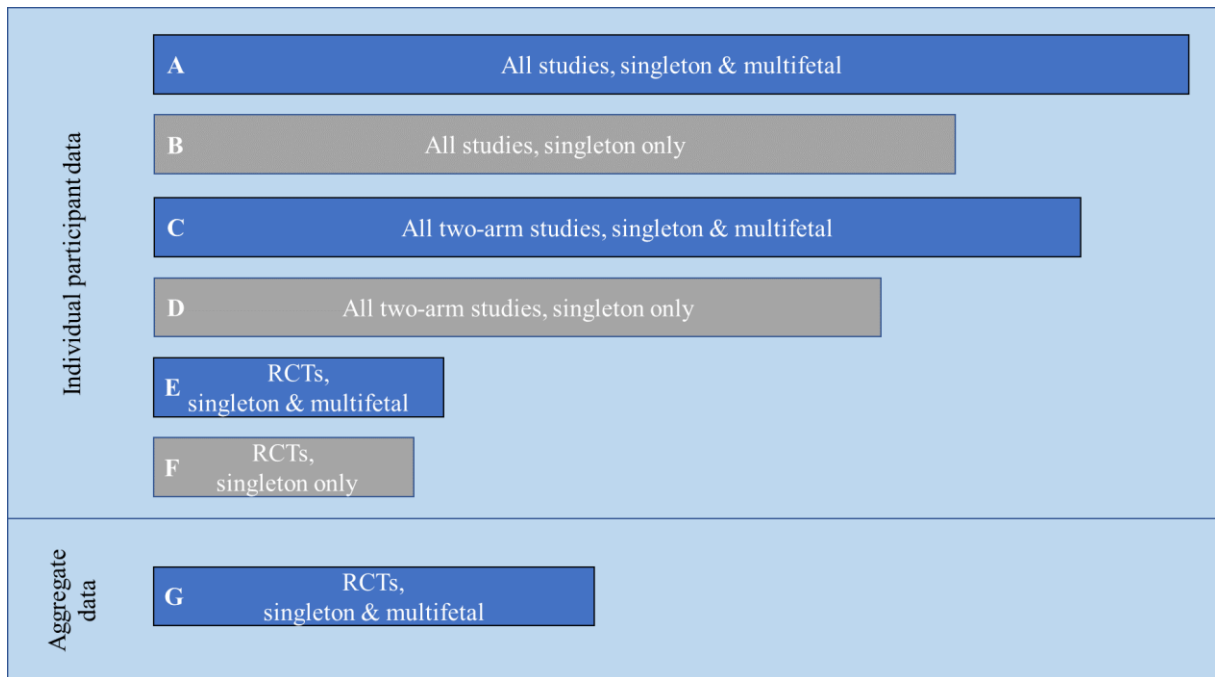 Individual participant data
A All studies, singleton & multifetal
B All studies, singleton only
C All two-arm studies, singleton & multifetal
D All two-arm studies, singleton only
E RCTs,
singleton & multifetal
F RCTs,
singleton only
Aggregate
data
G RCTs,
singleton & multifetal